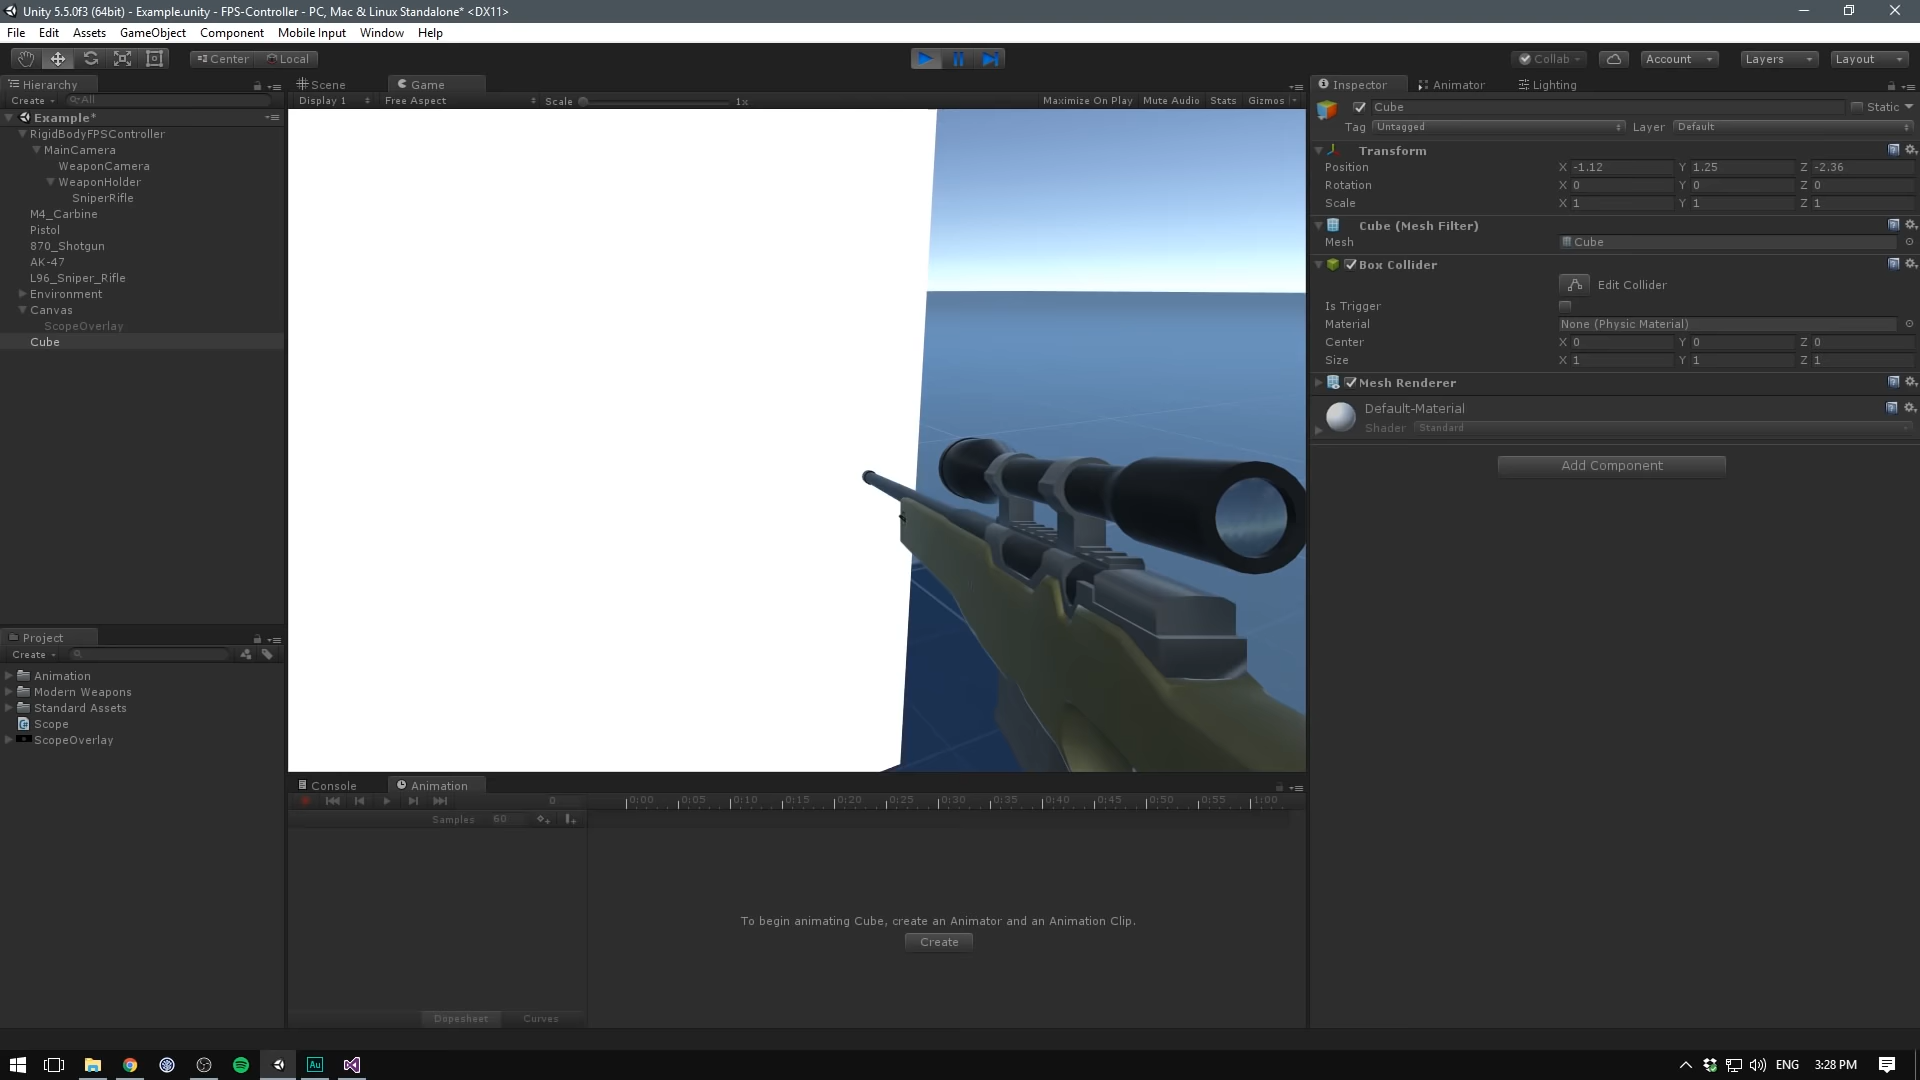 Unity 5.5.0f3 (64bit) - Example.unity - FPS-Controller - PC, Mac & Linux Standalone* <DX11>
File Edit Assets GameObject Component Mobile Input Window Help
Center Local Collab Account Layers Layout
Hierarchy
Create All
Example*
RigidBodyFPSController
MainCamera
WeaponCamera
WeaponHolder
SniperRifle
M4_Carbine
Pistol
870_Shotgun
AK-47
L96_Sniper_Rifle
Environment
Canvas
ScopeOverlay
Cube
Project
Create
Animation
Modern Weapons
Standard Assets
Scope
ScopeOverlay
Scene Game
Display 1 Free Aspect Scale 1x Maximize On Play Mute Audio Stats Gizmos
Console Animation
0 0:00 0:05 0:10 0:15 0:20 0:25 0:30 0:35 0:40 0:45 0:50 0:55 1:00
Samples 60
To begin animating Cube, create an Animator and an Animation Clip.
Create
Dopesheet Curves
Inspector Animator Lighting
Cube Static
Tag Untagged Layer Default
Transform
Position X -1.12 Y 1.25 Z -2.36
Rotation X 0 Y 0 Z 0
Scale X 1 Y 1 Z 1
Cube (Mesh Filter)
Mesh Cube
Box Collider
Edit Collider
Is Trigger
Material None (Physic Material)
Center X 0 Y 0 Z 0
Size X 1 Y 1 Z 1
Mesh Renderer
Default-Material
Shader Standard
Add Component
Au
ENG 3:28 PM